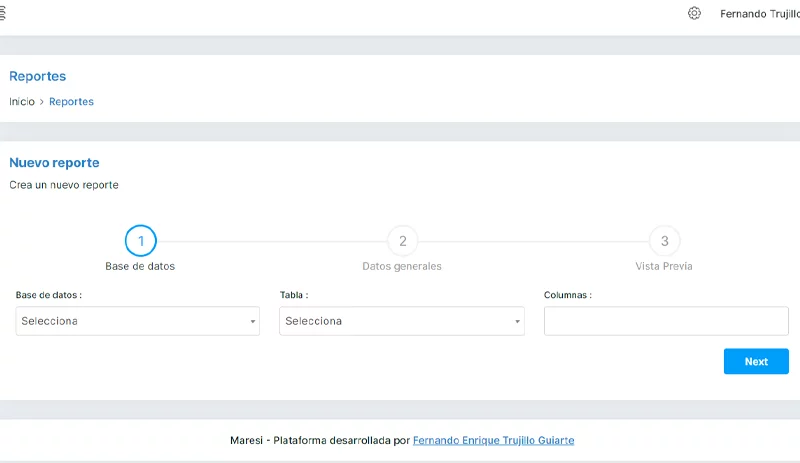 Fernando Trujillo
Reportes
Inicio > Reportes
Nuevo reporte
Crea un nuevo reporte
1 2 3
Base de datos Datos generales Vista Previa
Base de datos : Tabla : Columnas :
Selecciona Selecciona
Next
Maresi - Plataforma desarrollada por Fernando Enrique Trujillo Guiarte